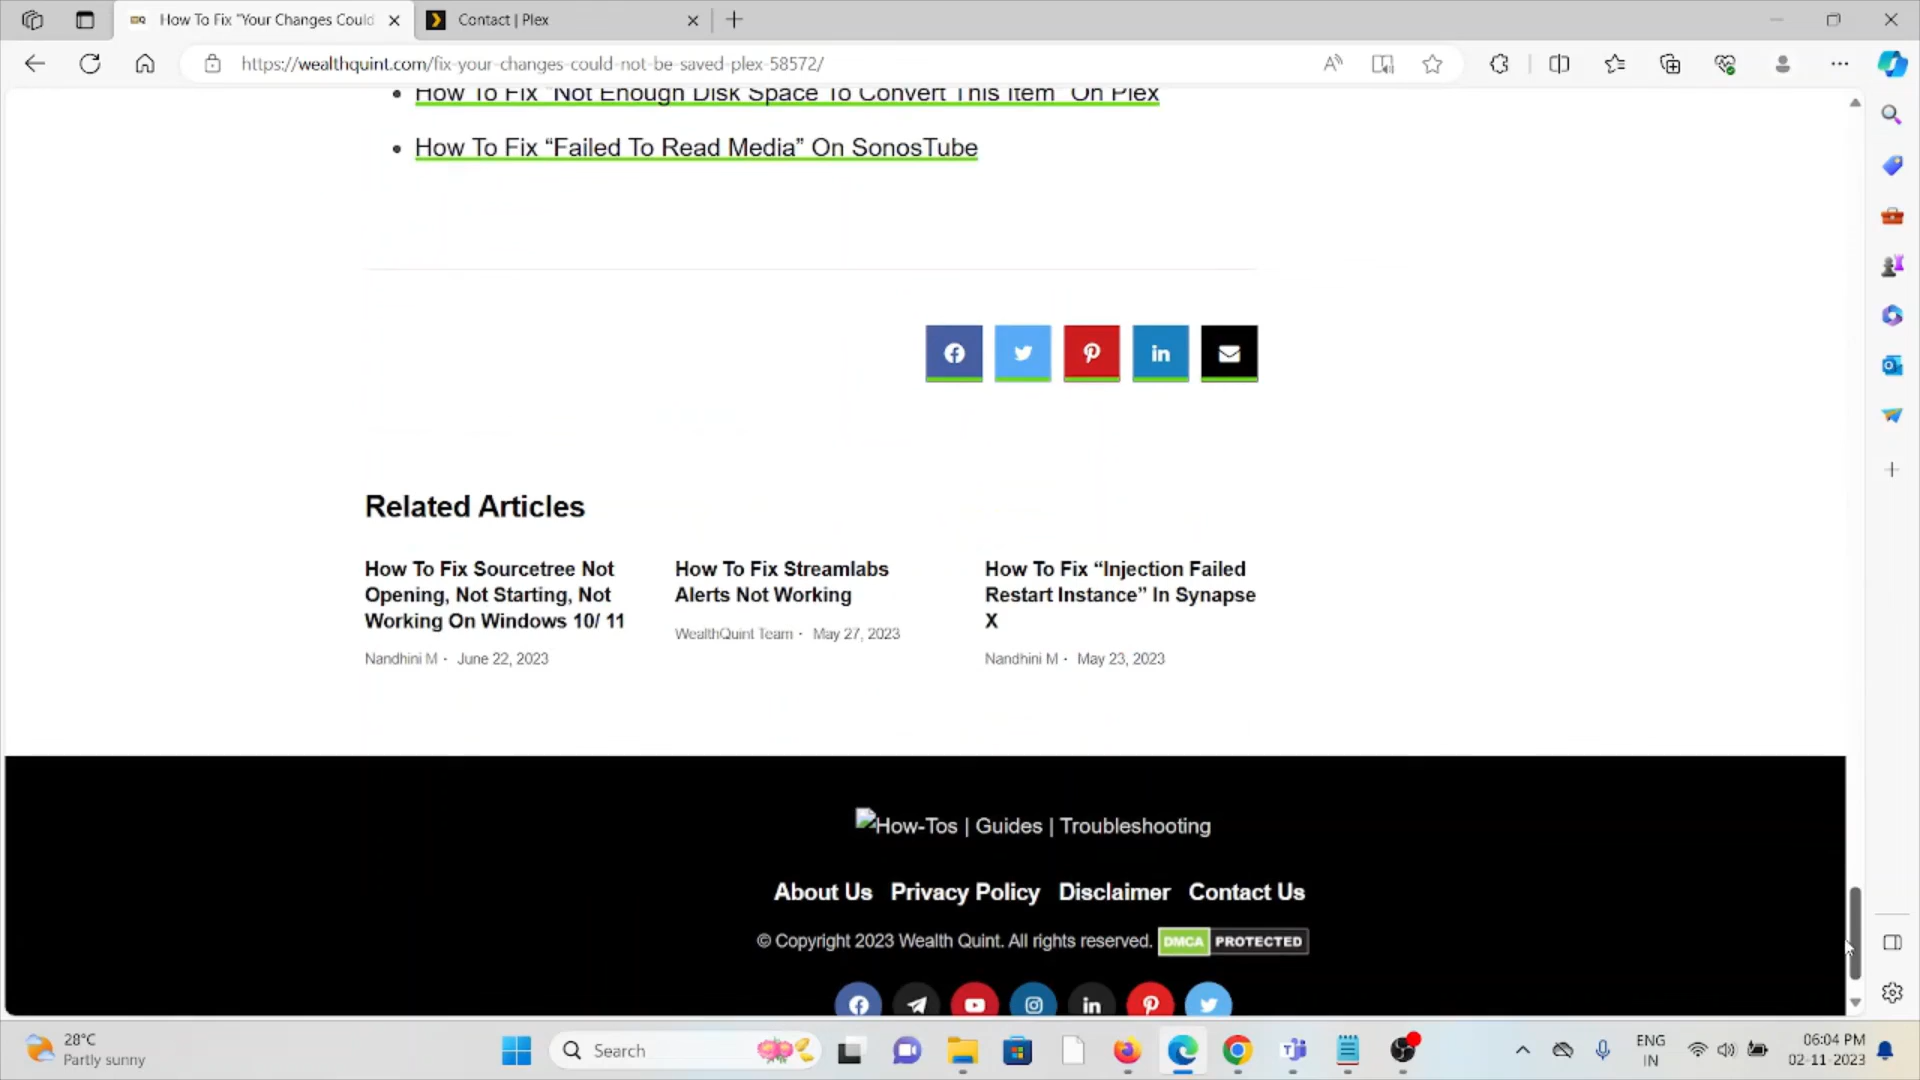 How To Fix "Your Changes Could
Contact | Plex
https://wealthquint.com/fix-your-changes-could-not-be-saved-plex-58572/
How To Fix “Not Enough Disk Space To Convert This Item” On Plex
How To Fix “Failed To Read Media” On SonosTube
Related Articles
How To Fix Sourcetree Not
Opening, Not Starting, Not
Working On Windows 10/ 11
Nandhini M · June 22, 2023
How To Fix Streamlabs
Alerts Not Working
WealthQuint Team · May 27, 2023
How To Fix “Injection Failed
Restart Instance” In Synapse
X
Nandhini M · May 23, 2023
How-Tos | Guides | Troubleshooting
About Us Privacy Policy Disclaimer Contact Us
© Copyright 2023 Wealth Quint. All rights reserved. DMCA PROTECTED
28°C
Partly sunny
Search
ENG
IN
06:04 PM
02-11-2023